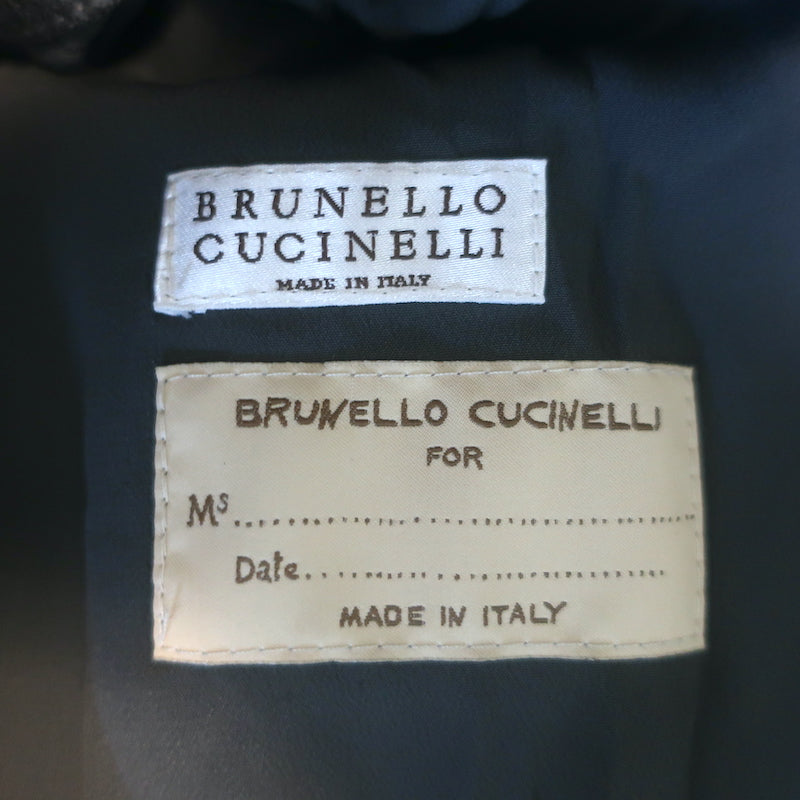 BRUNELLO
CUCINELLI
MADE IN ITALY
BRUNELLO CUCINELLI
FOR
Ms........................................
Date..............................
MADE IN ITALY